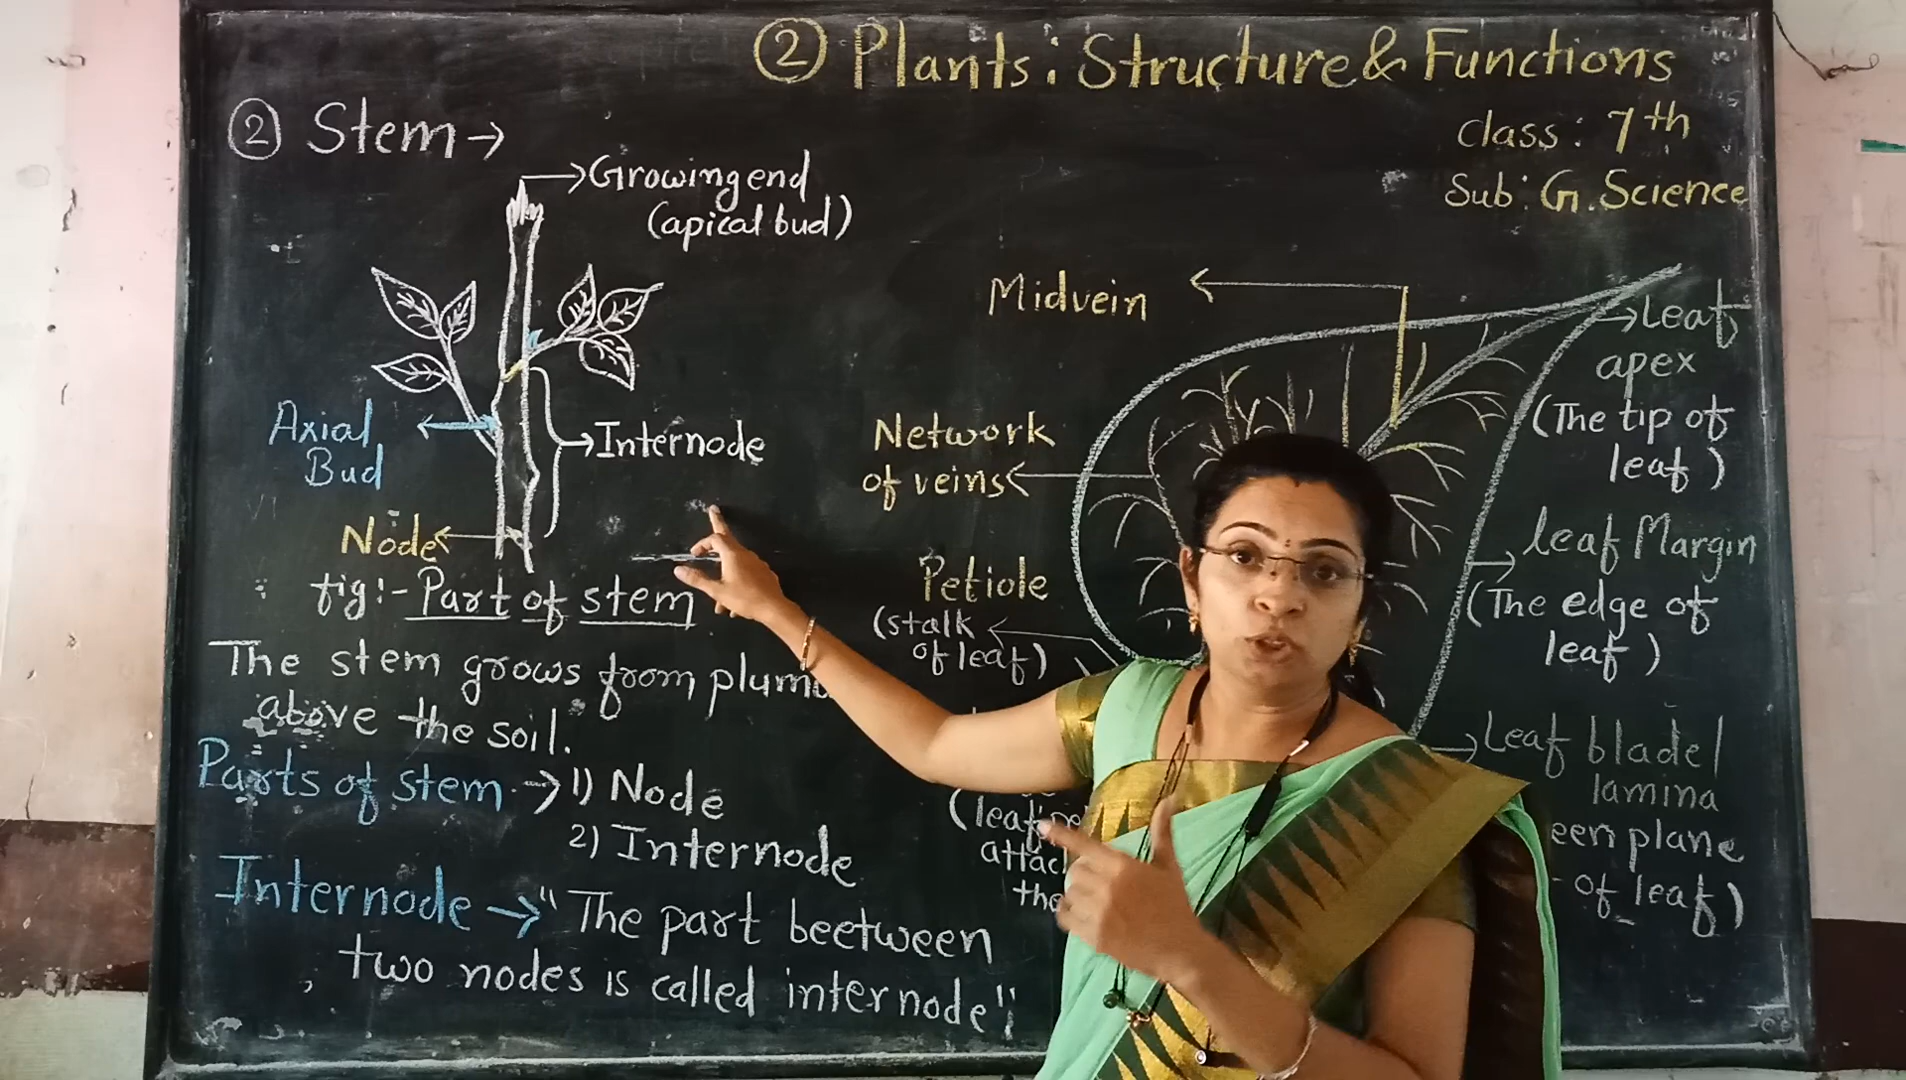 ② Plants: Structure & Functions
Class: 7th
Sub: G. Science
② Stem →
Growing end
(apical bud)
Axial
Bud
Internode
Node
fig:- Part of stem
The stem grows from
above the soil.
Parts of stem → 1) Node
2) Internode
Internode → "The part beetween
two nodes is called internode"
Midvein
Network
of veins
Petiole
(stalk
of leaf)
(leaf
the
Leaf
apex
(The tip of
leaf)
leaf Margin
(The edge of
leaf)
Leaf blade/
lamina
plane
of leaf)